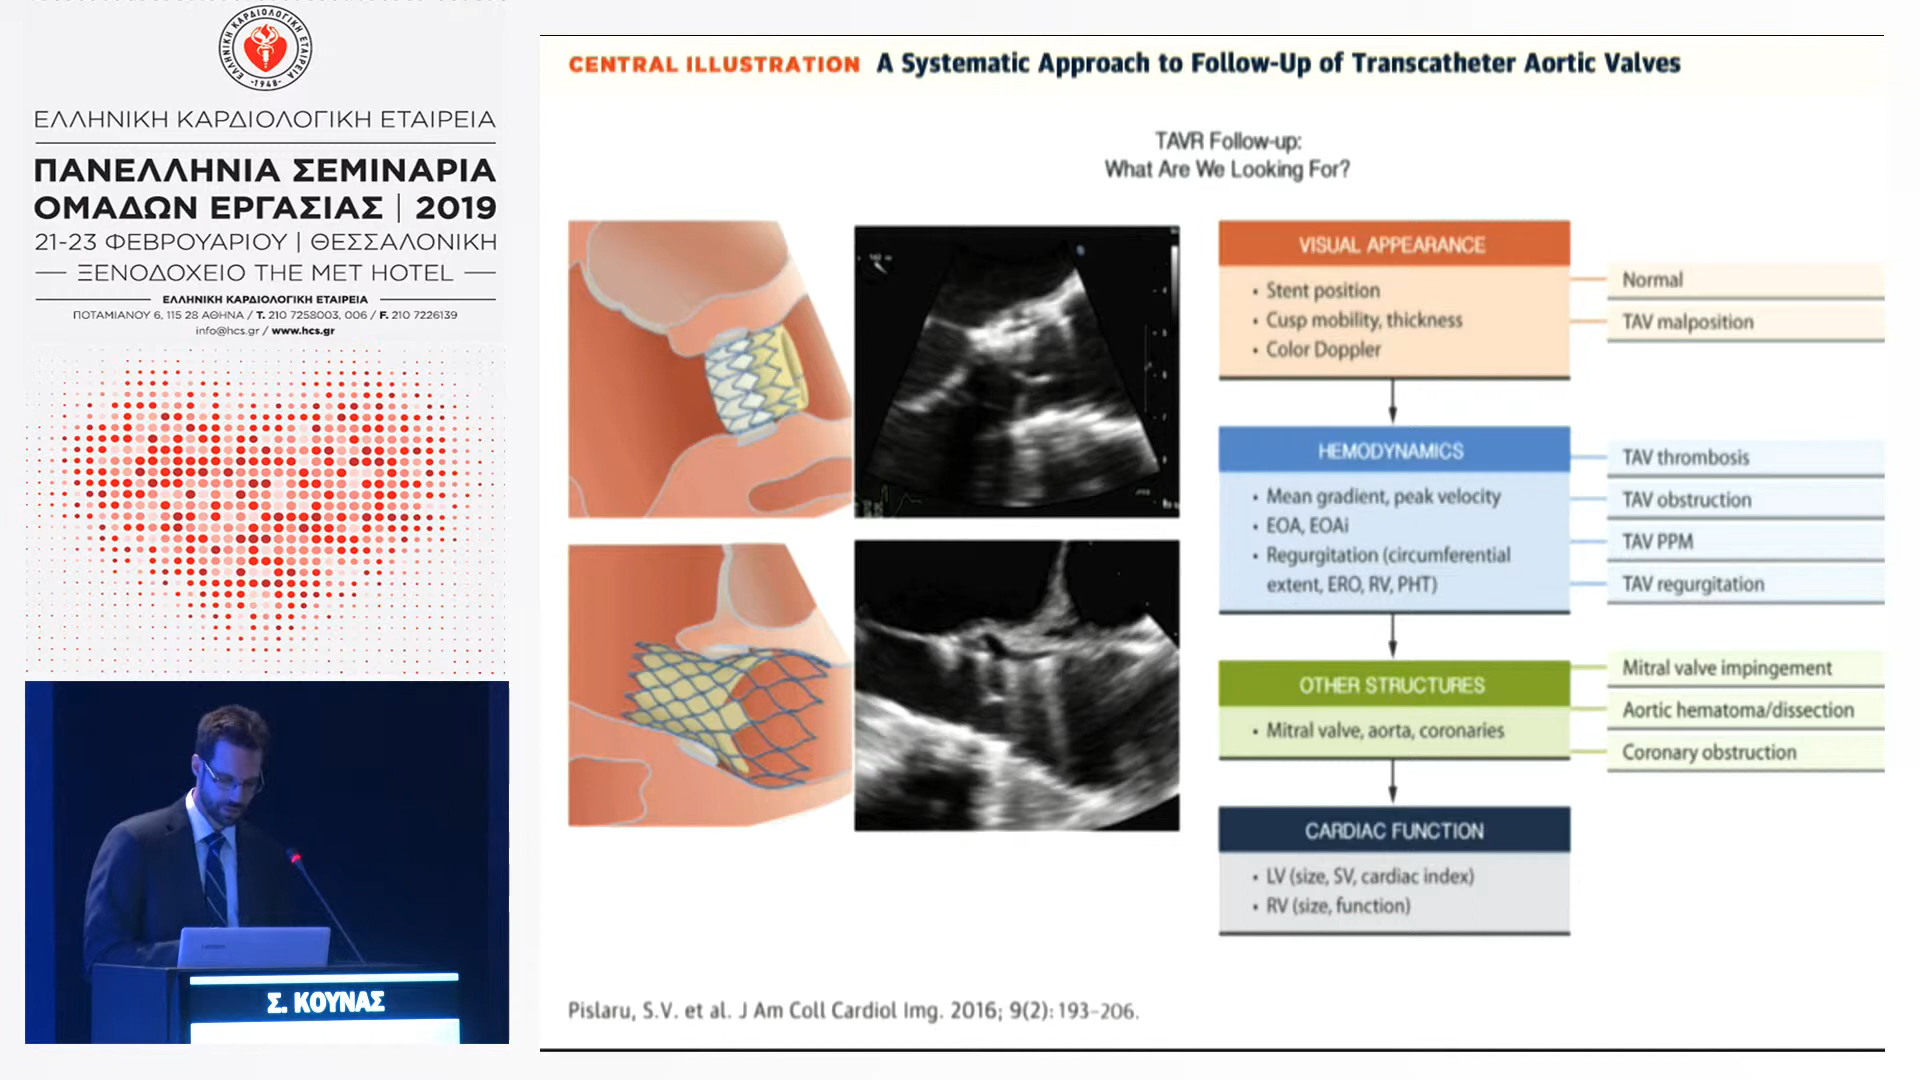 ΕΛΛΗΝΙΚΗ ΚΑΡΔΙΟΛΟΓΙΚΗ ΕΤΑΙΡΕΙΑ
·1948·
ΕΛΛΗΝΙΚΗ ΚΑΡΔΙΟΛΟΓΙΚΗ ΕΤΑΙΡΕΙΑ
ΠΑΝΕΛΛΗΝΙΑ ΣΕΜΙΝΑΡΙΑ
ΟΜΑΔΩΝ ΕΡΓΑΣΙΑΣ | 2019
21-23 ΦΕΒΡΟΥΑΡΙΟΥ | ΘΕΣΣΑΛΟΝΙΚΗ
ΞΕΝΟΔΟΧΕΙΟ THE MET HOTEL
ΕΛΛΗΝΙΚΗ ΚΑΡΔΙΟΛΟΓΙΚΗ ΕΤΑΙΡΕΙΑ
ΠΟΤΑΜΙΑΝΟΥ 6, 115 28 ΑΘΗΝΑ / Τ. 210 7258003, 006 / F. 210 7226139
info@hcs.gr / www.hcs.gr
Σ. ΚΟΥΝΑΣ
CENTRAL ILLUSTRATION A Systematic Approach to Follow-Up of Transcatheter Aortic Valves
TAVR Follow-up:
What Are We Looking For?
VISUAL APPEARANCE
• Stent position
• Cusp mobility, thickness
• Color Doppler
Normal
TAV malposition
HEMODYNAMICS
• Mean gradient, peak velocity
• EOA, EOAi
• Regurgitation (circumferential
extent, ERO, RV, PHT)
TAV thrombosis
TAV obstruction
TAV PPM
TAV regurgitation
OTHER STRUCTURES
• Mitral valve, aorta, coronaries
Mitral valve impingement
Aortic hematoma/dissection
Coronary obstruction
CARDIAC FUNCTION
• LV (size, SV, cardiac index)
• RV (size, function)
Pislaru, S.V. et al. J Am Coll Cardiol Img. 2016; 9(2): 193-206.